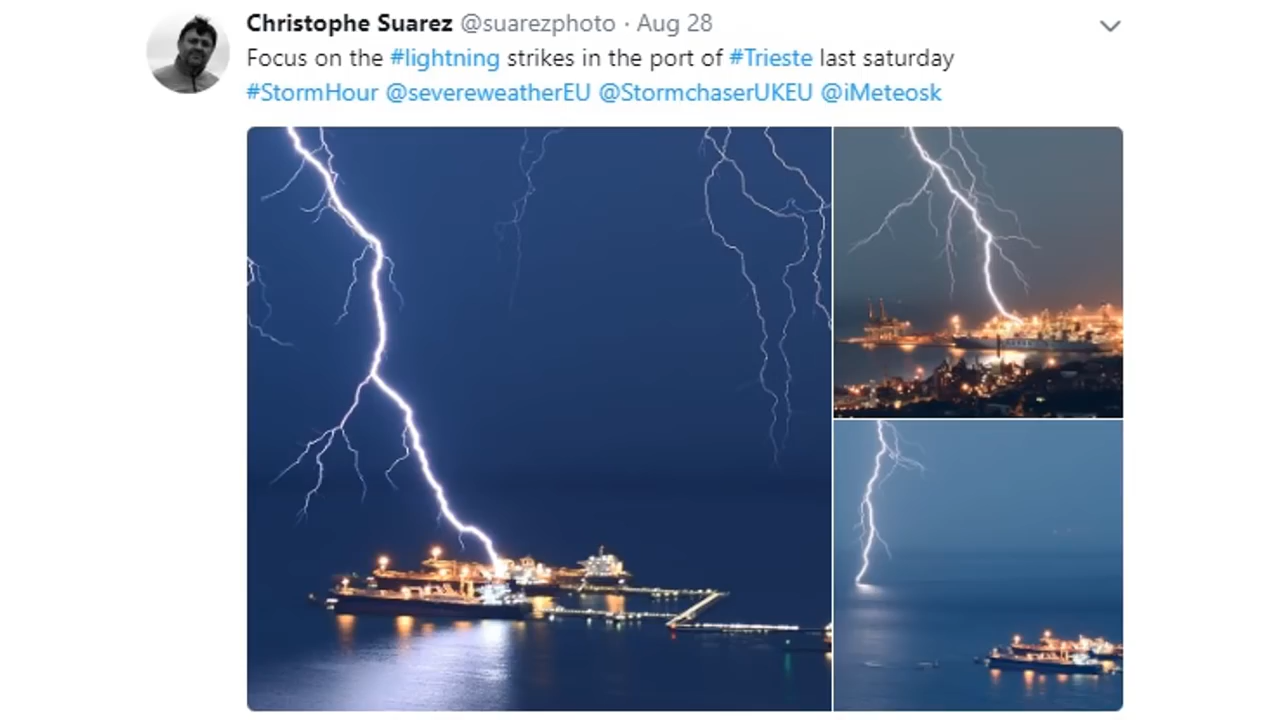 Christophe Suarez @suarezphoto · Aug 28
Focus on the #lightning strikes in the port of #Trieste last saturday
#StormHour @severeweatherEU @StormchaserUKEU @iMeteosk